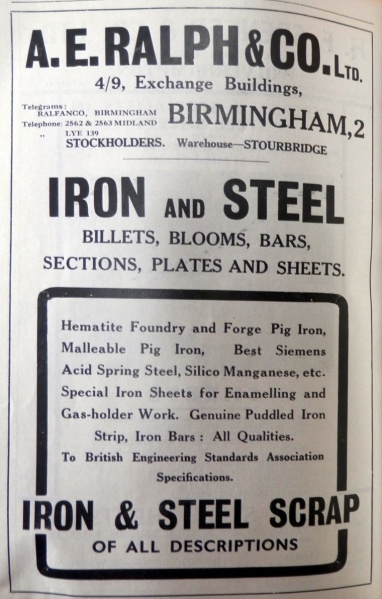 A. E. RALPH & CO. LTD.
4/9, Exchange Buildings,
Telegrams:
RALFANCO, BIRMINGHAM
Telephone: 2562 & 2563 MIDLAND
„ LYE 139
BIRMINGHAM, 2
STOCKHOLDERS. Warehouse—STOURBRIDGE
IRON AND STEEL
BILLETS, BLOOMS, BARS,
SECTIONS, PLATES AND SHEETS.
Hematite Foundry and Forge Pig Iron,
Malleable Pig Iron, Best Siemens
Acid Spring Steel, Silico Manganese, etc.
Special Iron Sheets for Enamelling and
Gas-holder Work. Genuine Puddled Iron
Strip, Iron Bars : All Qualities.
To British Engineering Standards Association
Specifications.
IRON & STEEL SCRAP
OF ALL DESCRIPTIONS